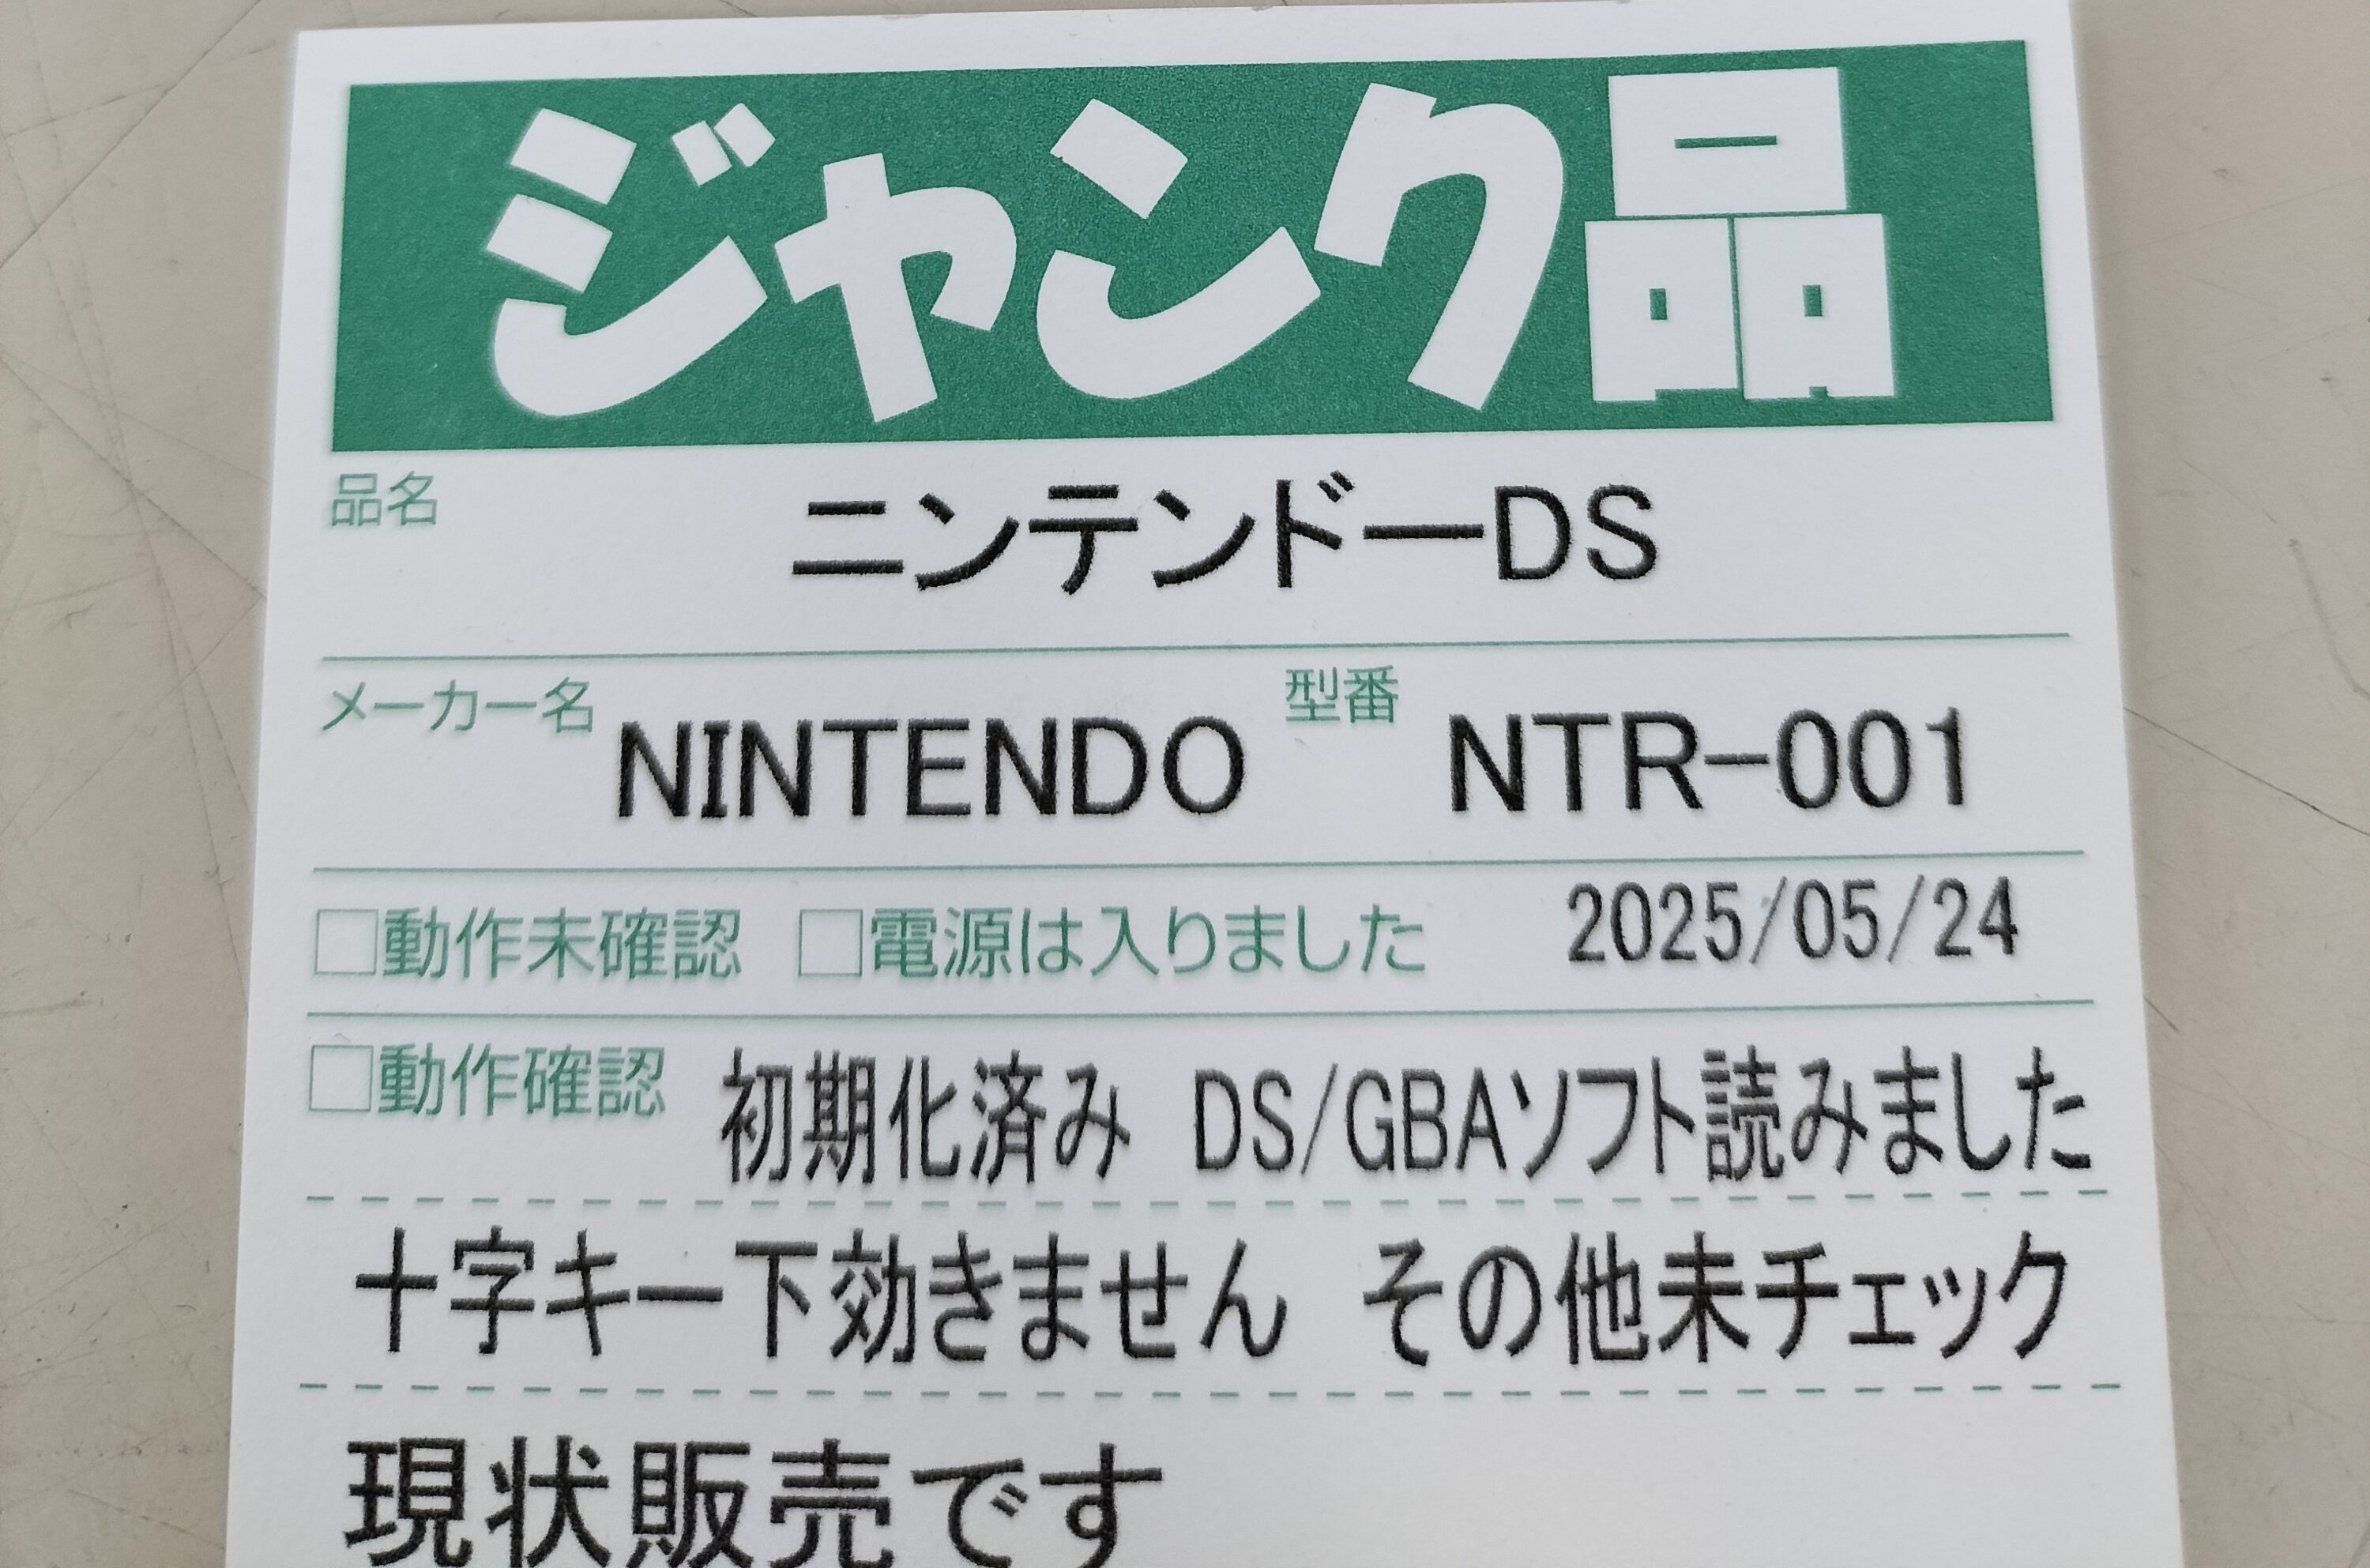 ジャンク品
品名 ニンテンドーDS
メーカー名 NINTENDO 型番 NTR-001
□動作未確認 □電源は入りました 2025/05/24
□動作確認 初期化済み DS/GBAソフト読みました
十字キー下効きません その他未チェック
現状販売です